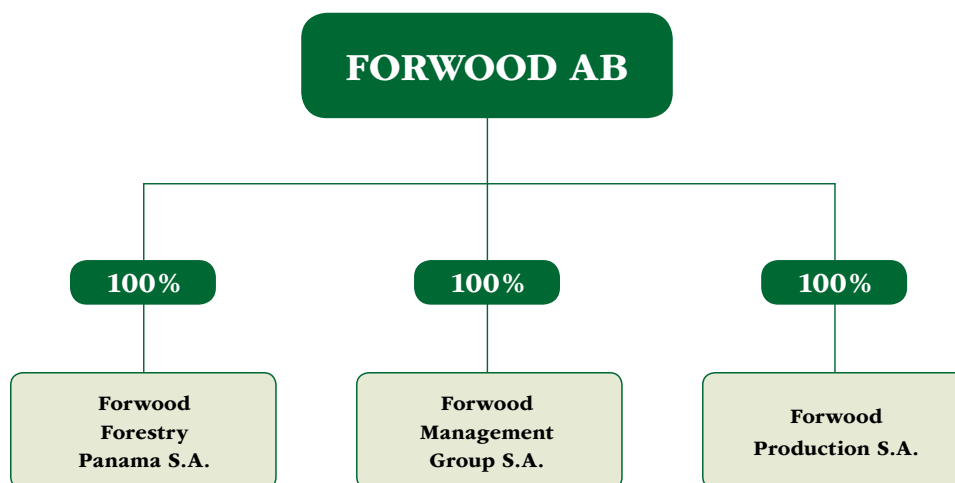 FORWOOD AB
100%
100%
100%
Forwood
Forestry
Panama S.A.
Forwood
Management
Group S.A.
Forwood
Production S.A.